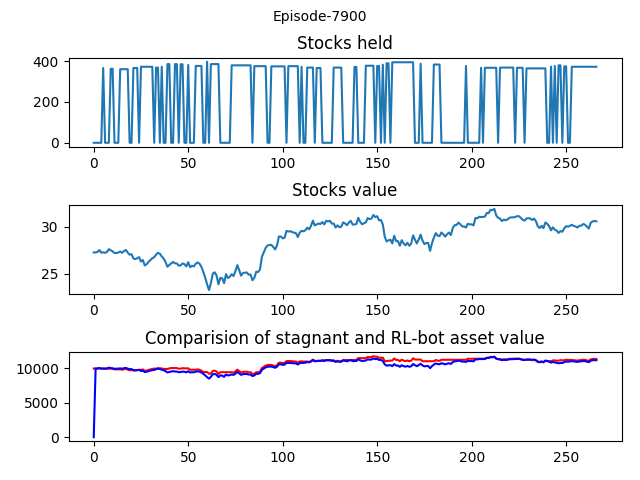 Episode-7900
Stocks held
400
200
0
0 50 100 150 200 250
Stocks value
30
25
0 50 100 150 200 250
Comparision of stagnant and RL-bot asset value
10000
5000
0
0 50 100 150 200 250